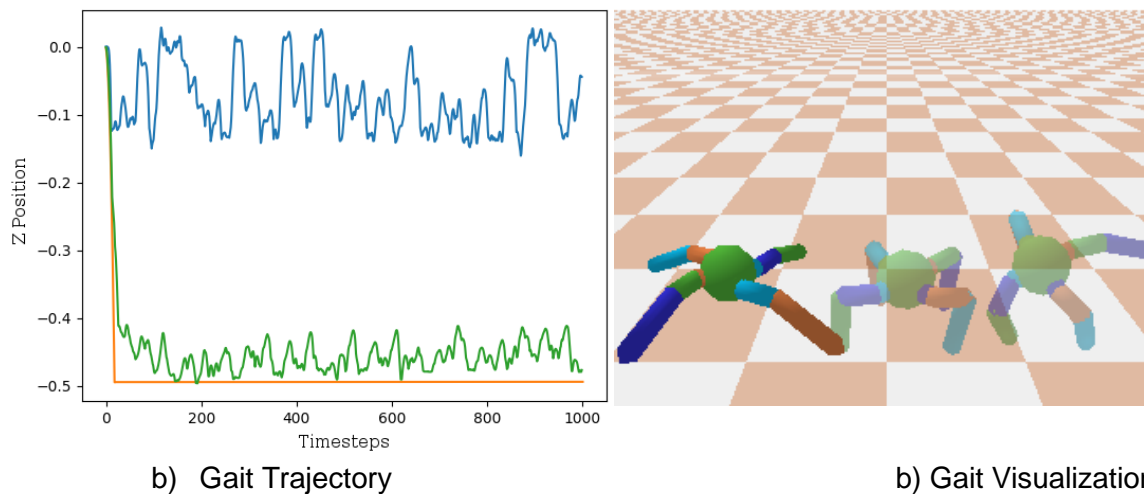 0.0
−0.1
−0.2
−0.3
−0.4
−0.5
Z Position
0 200 400 600 800 1000
Timesteps
b) Gait Trajectory
b) Gait Visualization